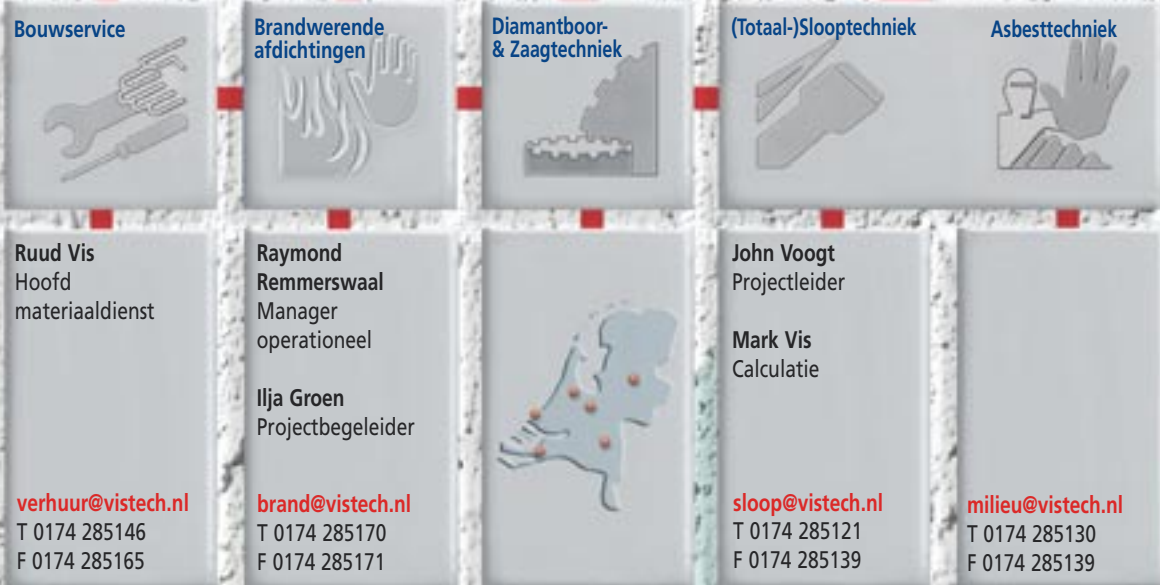 Bouwservice
Brandwerende
afdichtingen
Diamantboor-
& Zaagtechniek
(Totaal-)Slooptechniek
Asbesttechniek
Ruud Vis
Hoofd
materiaaldienst
verhuur@vistech.nl
T 0174 285146
F 0174 285165
Raymond
Remmerswaal
Manager
operationeel
Ilja Groen
Projectbegeleider
brand@vistech.nl
T 0174 285170
F 0174 285171
John Voogt
Projectleider
Mark Vis
Calculatie
sloop@vistech.nl
T 0174 285121
F 0174 285139
milieu@vistech.nl
T 0174 285130
F 0174 285139